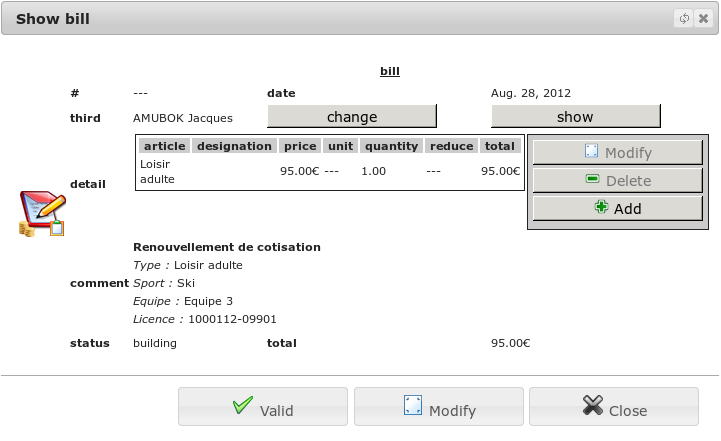 Show bill
bill
# --- date Aug. 28, 2012
third AMUBOK Jacques change show
article designation price unit quantity reduce total
Loisir adulte 95.00€ --- 1.00 --- 95.00€
detail
Modify
Delete
Add
Renouvellement de cotisation
Type : Loisir adulte
comment Sport : Ski
Equipe : Equipe 3
Licence : 1000112-09901
status building total 95.00€
Valid Modify Close